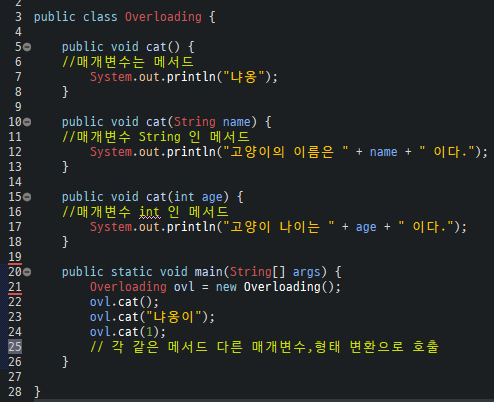 2
3 public class Overloading {
4
5 public void cat() {
6 //매개변수는 메서드
7 System.out.println("냐옹");
8 }
9
10 public void cat(String name) {
11 //매개변수 String 인 메서드
12 System.out.println("고양이의 이름은 " + name + " 이다.");
13 }
14
15 public void cat(int age) {
16 //매개변수 int 인 메서드
17 System.out.println("고양이 나이는 " + age + " 이다.");
18 }
19
20 public static void main(String[] args) {
21 Overloading ovl = new Overloading();
22 ovl.cat();
23 ovl.cat("냐옹이");
24 ovl.cat(1);
25 // 각 같은 메서드 다른 매개변수,형태 변환으로 호출
26 }
27
28 }